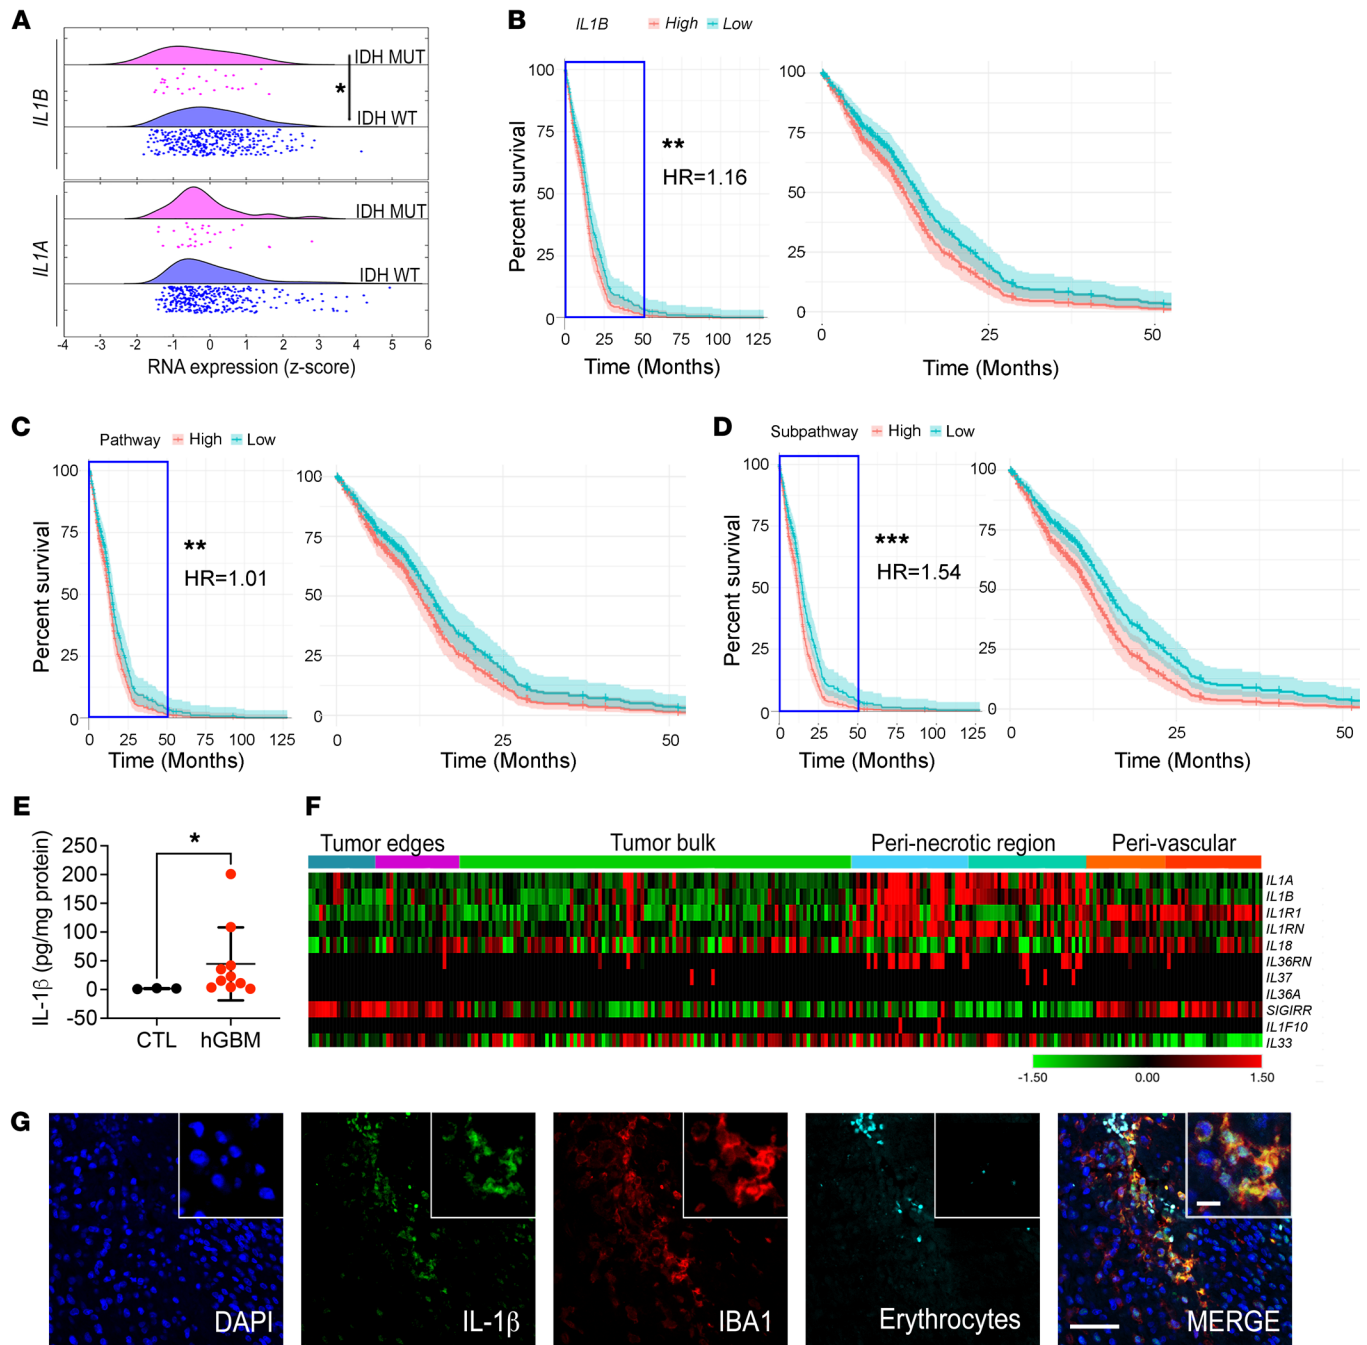 A
IL1B
IDH MUT
*
IDH WT
IL1A
IDH MUT
IDH WT
-4 -3 -2 -1 0 1 2 3 4 5 6
RNA expression (z-score)
B
IL1B High Low
Percent survival
100
75
50
25
0
**
HR=1.16
0 25 50 75 100 125
Time (Months)
100
75
50
25
0
0 25 50
Time (Months)
C
Pathway High Low
Percent survival
100
75
50
25
0
**
HR=1.01
0 25 50 75 100 125
Time (Months)
100
75
50
25
0
0 25 50
Time (Months)
D
Subpathway High Low
Percent survival
100
75
50
25
0
***
HR=1.54
0 25 50 75 100 125
Time (Months)
100
75
50
25
0
0 25 50
Time (Months)
E
IL-1β (pg/mg protein)
250
200
150
100
50
0
-50
*
CTL hGBM
F
Tumor edges Tumor bulk Peri-necrotic region Peri-vascular
IL1A
IL1B
IL1R1
IL1RN
IL18
IL36RN
IL37
IL36A
SIGIRR
IL1F10
IL33
-1.50 0.00 1.50
G
DAPI IL-1β IBA1 Erythrocytes MERGE